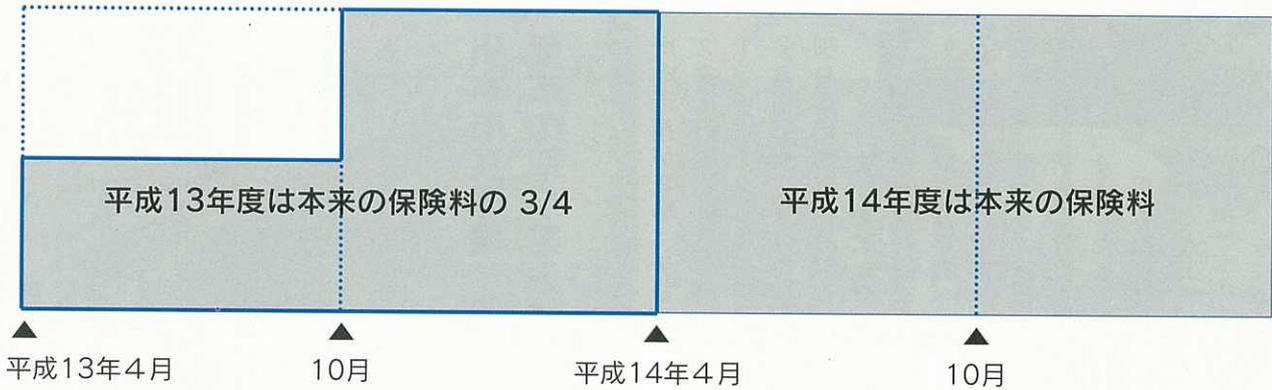 平成13年度は本来の保険料の 3/4
平成14年度は本来の保険料
▲ ▲ ▲ ▲
平成13年4月 10月 平成14年4月 10月